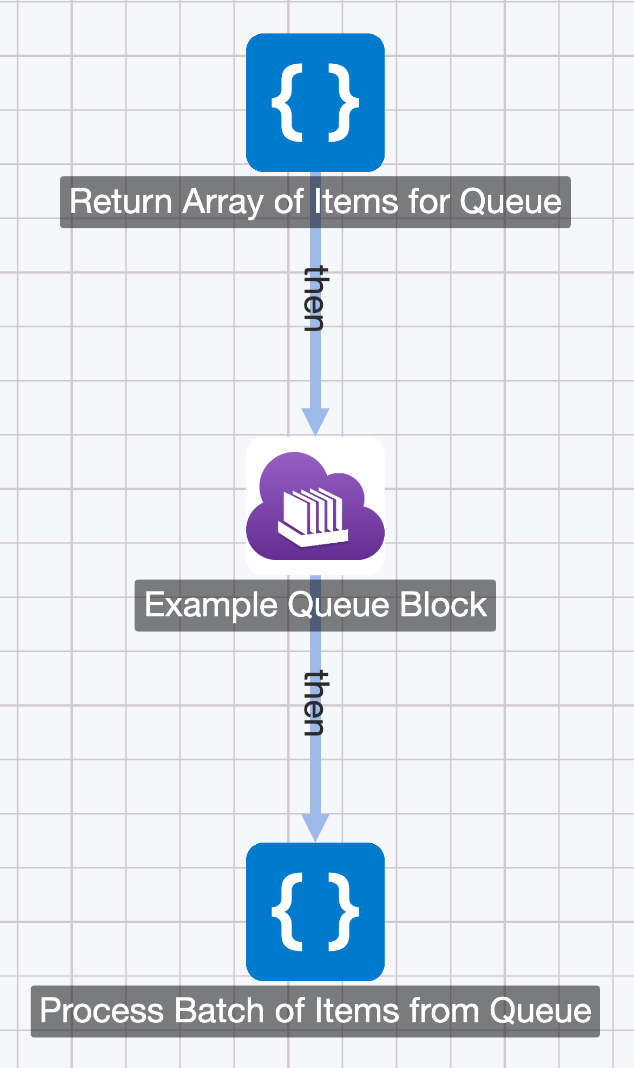 { }
Return Array of Items for Queue
then
Example Queue Block
then
{ }
Process Batch of Items from Queue